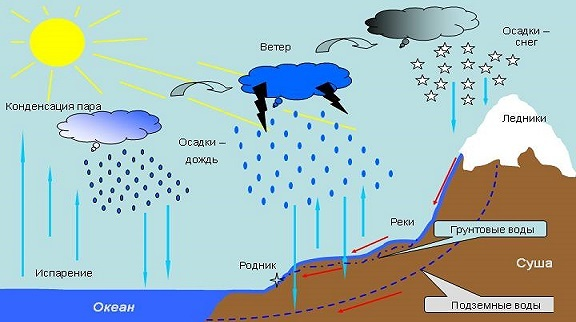 Осадки –
снег
Ветер
Конденсация пара
Ледники
Осадки –
дождь
Реки
Грунтовые воды
Родник
Суша
Испарение
Океан
Подземные воды